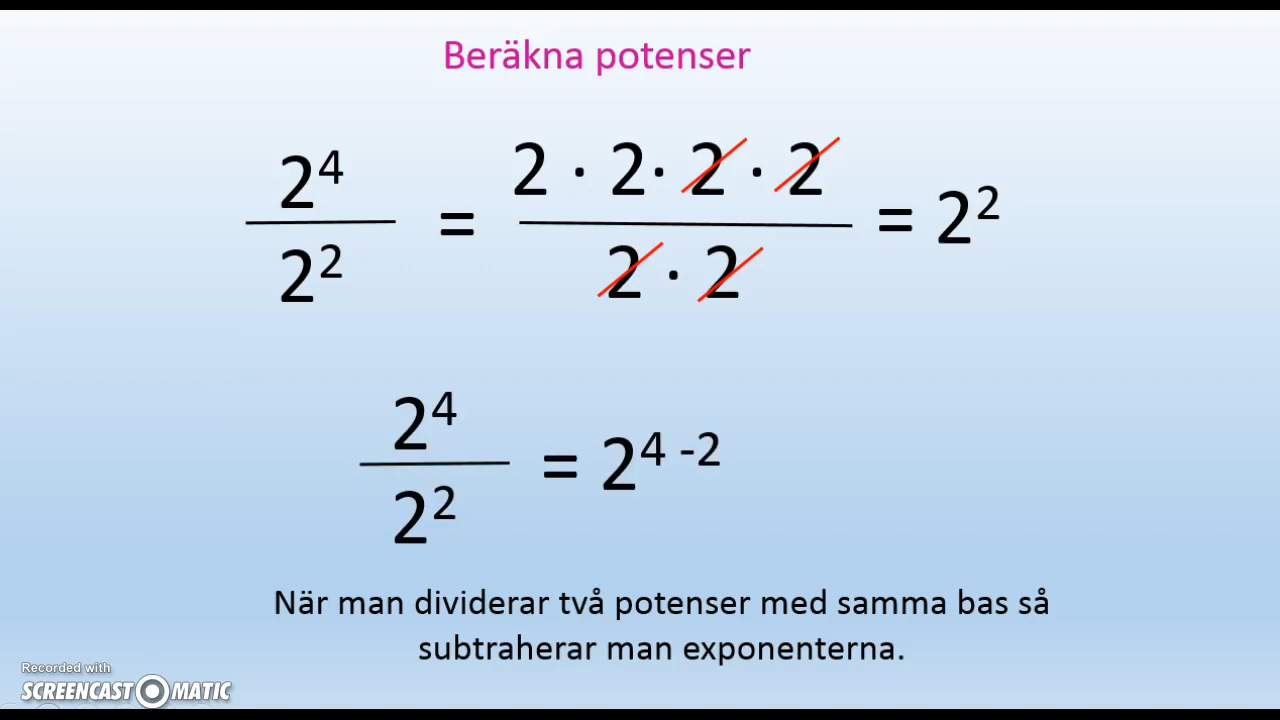 Beräkna potenser
2⁴ / 2² = 2 · 2 · 2 · 2 / 2 · 2 = 2²
2⁴ / 2² = 2⁴ ⁻²
När man dividerar två potenser med samma bas så
subtraherar man exponenterna.
Recorded with
SCREENCAST MATIC